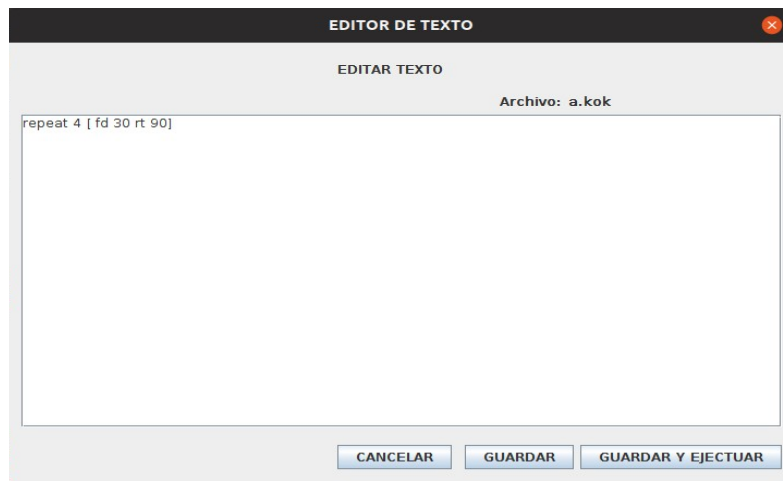 EDITOR DE TEXTO
EDITAR TEXTO
Archivo: a.kok
repeat 4 [ fd 30 rt 90]
CANCELAR GUARDAR GUARDAR Y EJECTUAR